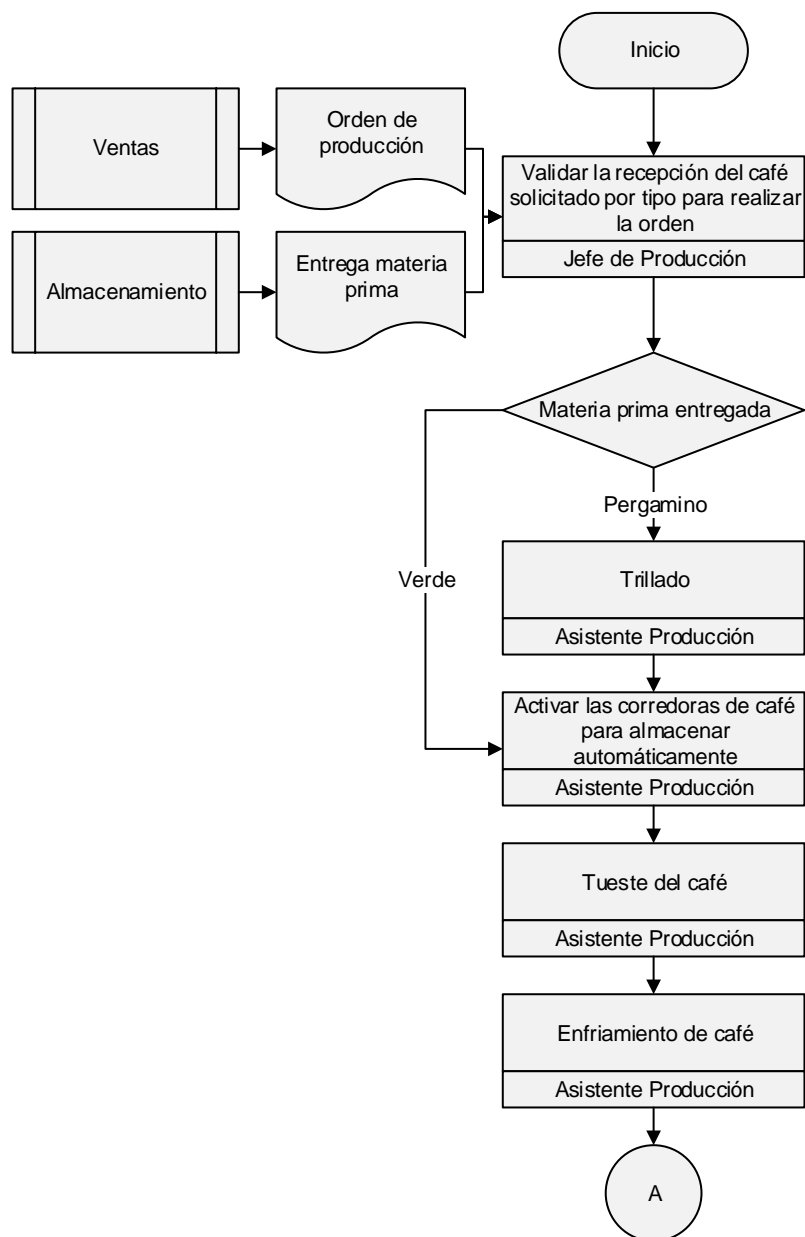 Inicio
Ventas
Orden de
producción
Validar la recepción del café
solicitado por tipo para realizar
la orden
Jefe de Producción
Almacenamiento
Entrega materia
prima
Materia prima entregada
Pergamino
Verde
Trillado
Asistente Producción
Activar las corredoras de café
para almacenar
automáticamente
Asistente Producción
Tueste del café
Asistente Producción
Enfriamiento de café
Asistente Producción
A